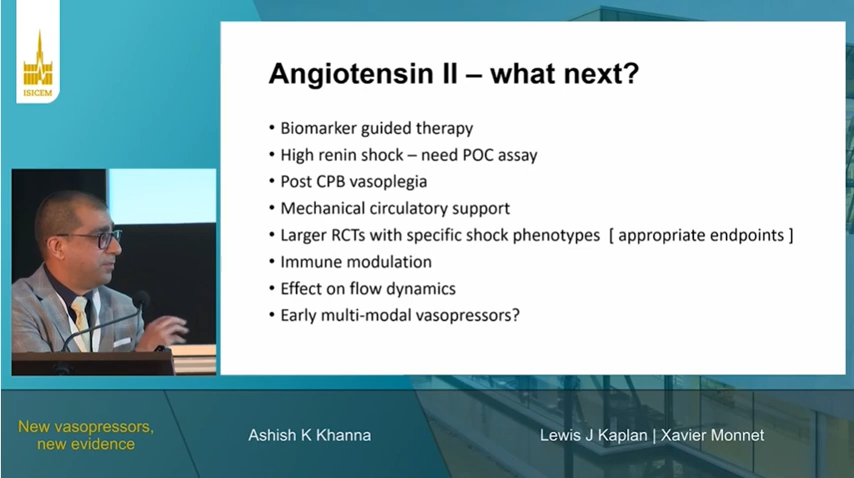 ISICEM
Angiotensin II – what next?
• Biomarker guided therapy
• High renin shock – need POC assay
• Post CPB vasoplegia
• Mechanical circulatory support
• Larger RCTs with specific shock phenotypes [ appropriate endpoints ]
• Immune modulation
• Effect on flow dynamics
• Early multi-modal vasopressors?
New vasopressors,
new evidence
Ashish K Khanna
Lewis J Kaplan | Xavier Monnet